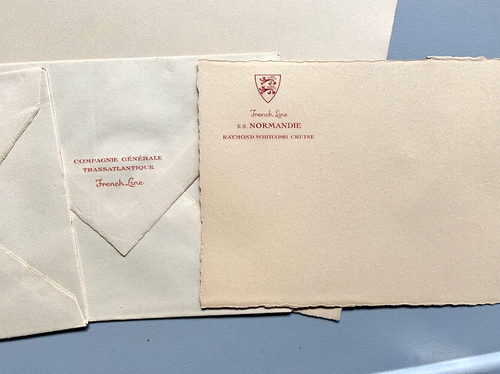 COMPAGNIE GÉNÉRALE
TRANSATLANTIQUE
French Line
French Line
S.S. NORMANDIE
RAYMOND WHITCOMB CRUISE